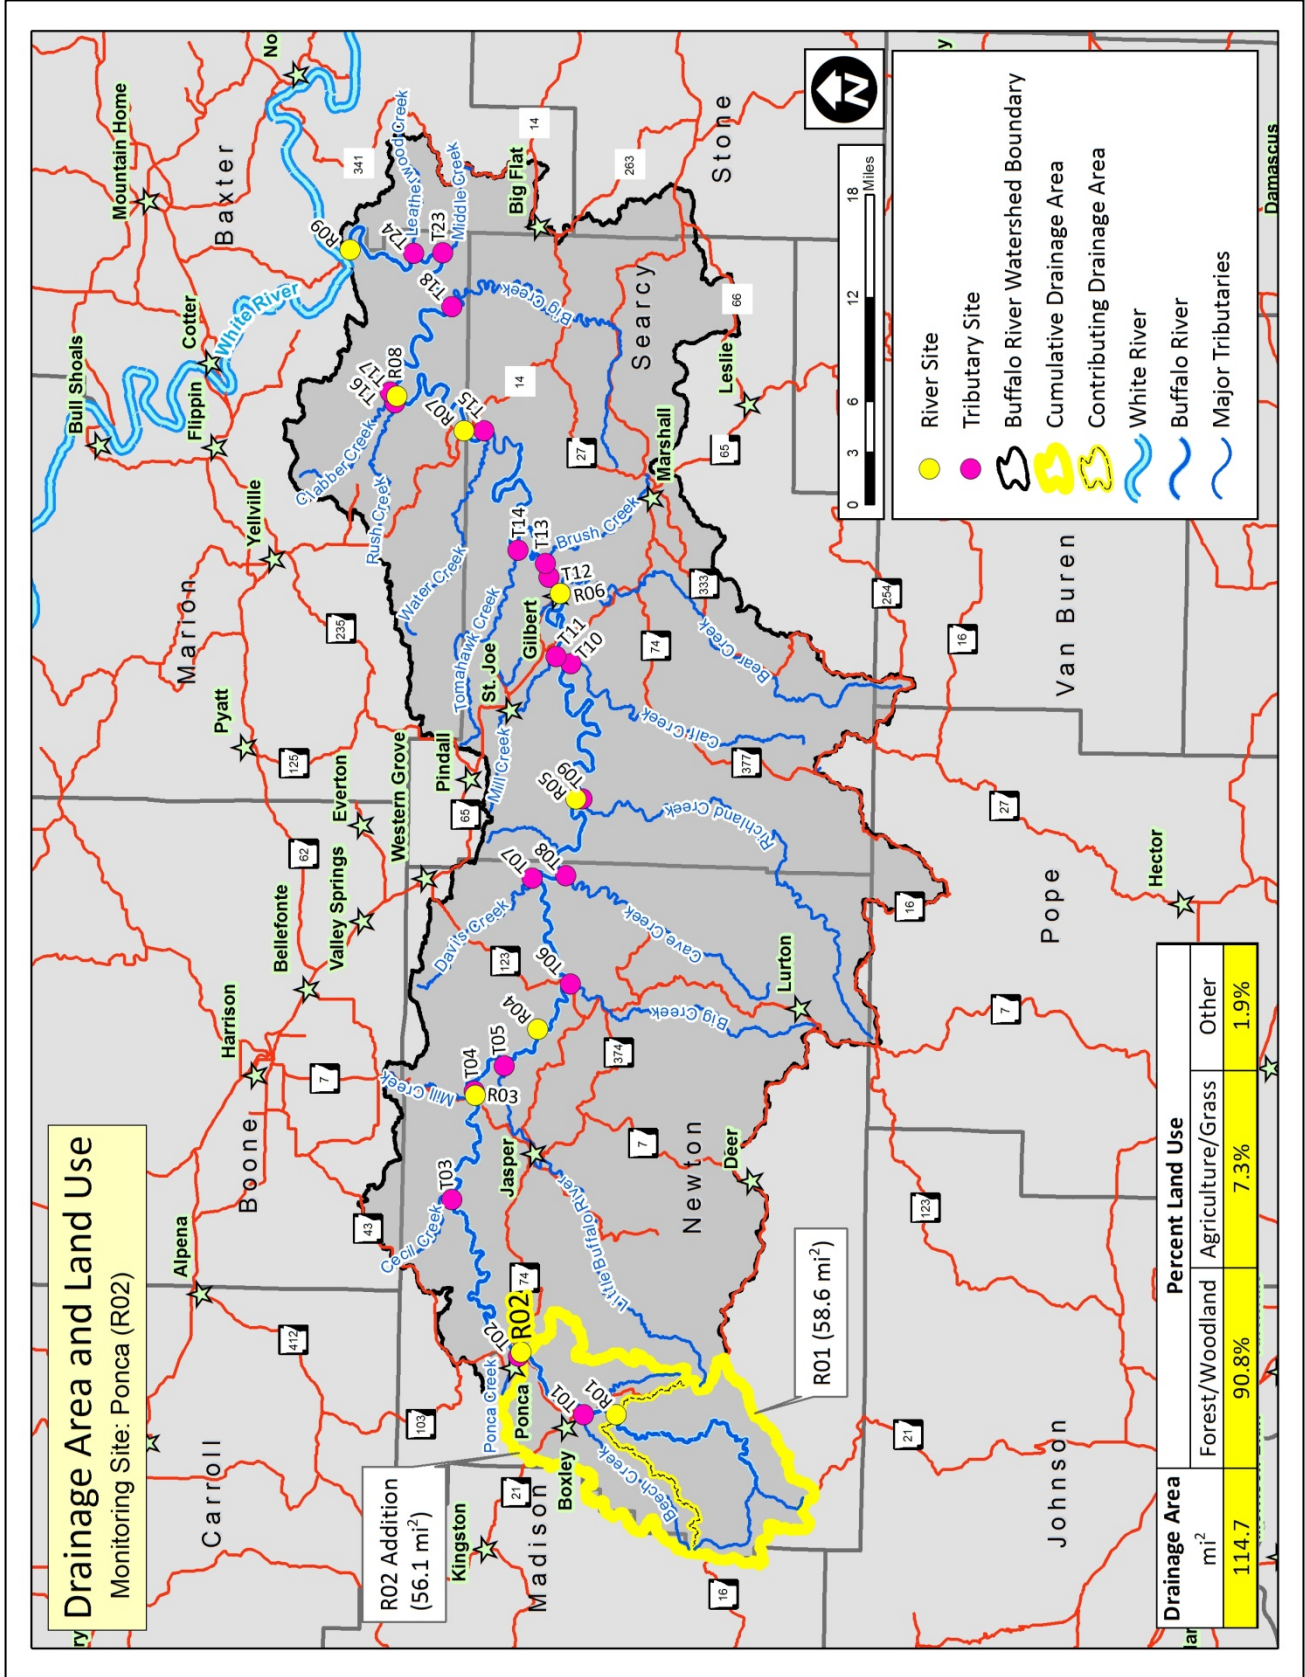 Drainage Area and Land Use
Monitoring Site: Ponca (R02)
Carroll
Alpena
412
103
43
Boone
Harrison
7
Bellefonte
Valley Springs
62
Everton
125
Pyatt
Western Grove
65
Pindall
Marion
235
Yellville
Flippin
Bull Shoals
Cotter
White River
Mountain Home
Baxter
No
341
R02 Addition
(56.1 mi²)
Kingston
Madison
21
Boxley
Ponca
Ponca Creek
T02
R02
74
T01
R01
Beech Creek
16
Cecil Creek
T03
Little Buffalo River
Jasper
Mill Creek
T04
R03
T05
R04
T06
123
374
7
Newton
Deer
Big Creek
Lurton
Davis Creek
T07
T08
Cave Creek
R05
T09
Richland Creek
Mill Creek
St. Joe
Gilbert
T11
T10
Calf Creek
377
74
Bear Creek
333
Tomahawk Creek
Water Creek
R06
T12
T13
T14
Brush Creek
Marshall
65
Leslie
66
27
Searcy
14
R07
T15
Rush Creek
Clabber Creek
T16
T17
R08
T18
Big Creek
R09
T24
T23
Leatherwood Creek
Middle Creek
Big Flat
14
263
Stone
R01 (58.6 mi²)
Johnson
21
123
7
Pope
16
27
Hector
Van Buren
16
254
Damascus
y
ry
lar
N
0
3
6
12
18
Miles
River Site
Tributary Site
Buffalo River Watershed Boundary
Cumulative Drainage Area
Contributing Drainage Area
White River
Buffalo River
Major Tributaries
Drainage Area
mi²
Percent Land Use
Forest/Woodland Agriculture/Grass Other
114.7 90.8% 7.3% 1.9%